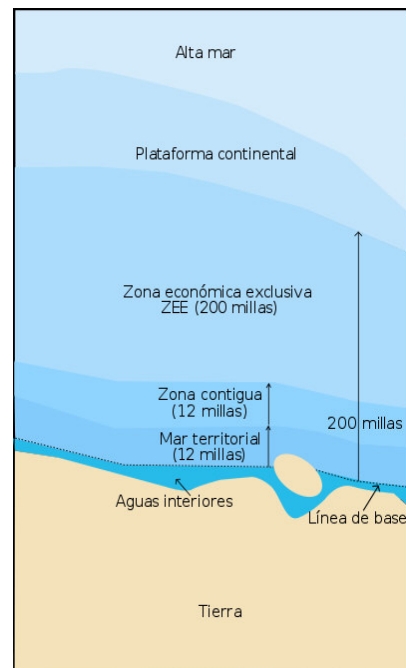 Alta mar
Plataforma continental
Zona económica exclusiva
ZEE (200 millas)
Zona contigua
(12 millas)
200 millas
Mar territorial
(12 millas)
Aguas interiores
Línea de base
Tierra